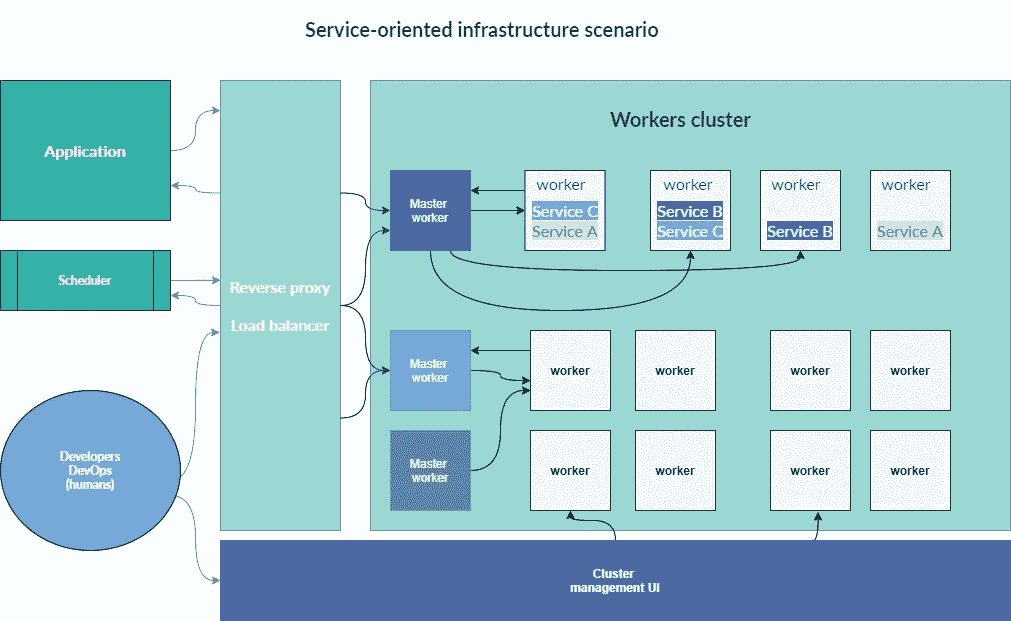 Service-oriented infrastructure scenario
Application
Scheduler
Developers
DevOps
(humans)
Reverse proxy
Load balancer
Workers cluster
Master
worker
worker
Service C
Service A
worker
Service B
Service C
worker
Service B
worker
Service A
Master
worker
worker
worker
worker
worker
Master
worker
worker
worker
worker
worker
Cluster
management UI